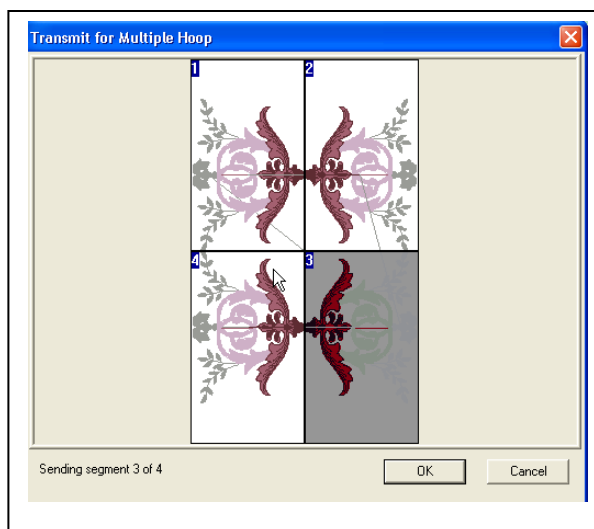 Transmit for Multiple Hoop
1
2
4
3
Sending segment 3 of 4
OK
Cancel